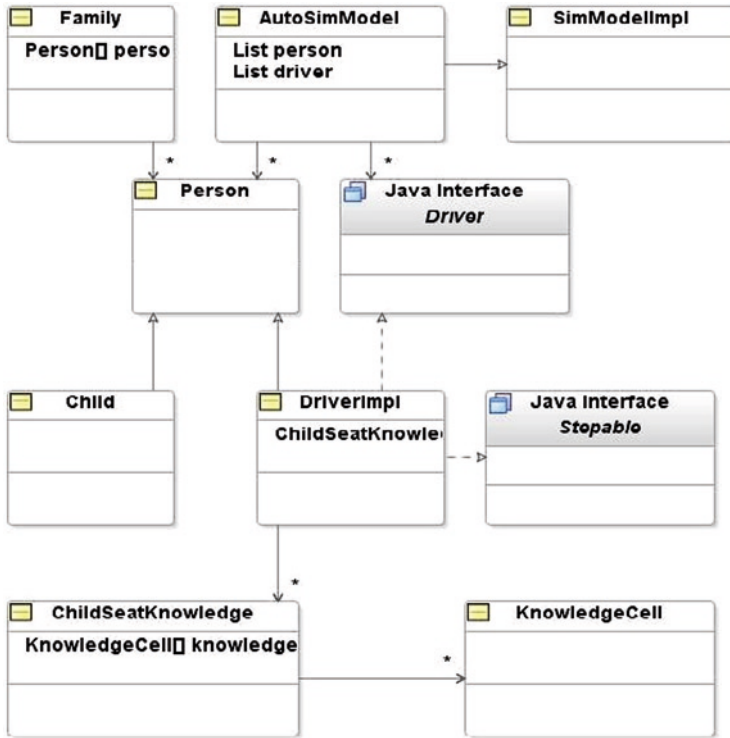 Family
Person[] perso
AutoSimModel
List person
List driver
SimModelImpl
*
*
*
Person
Java Interface
Driver
Child
DriverImpl
ChildSeatKnowle
Java Interface
Stopable
*
ChildSeatKnowledge
KnowledgeCell[] knowledge
*
KnowledgeCell